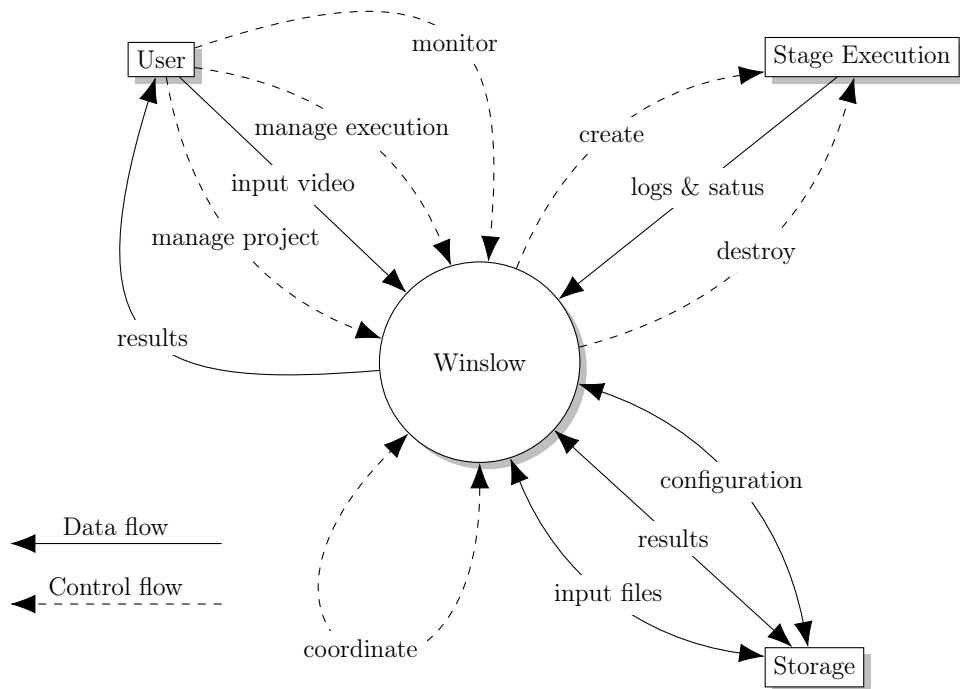 monitor
User
Stage Execution
manage execution
create
input video
logs & satus
manage project
destroy
results
Winslow
configuration
Data flow
results
Control flow
input files
coordinate
Storage